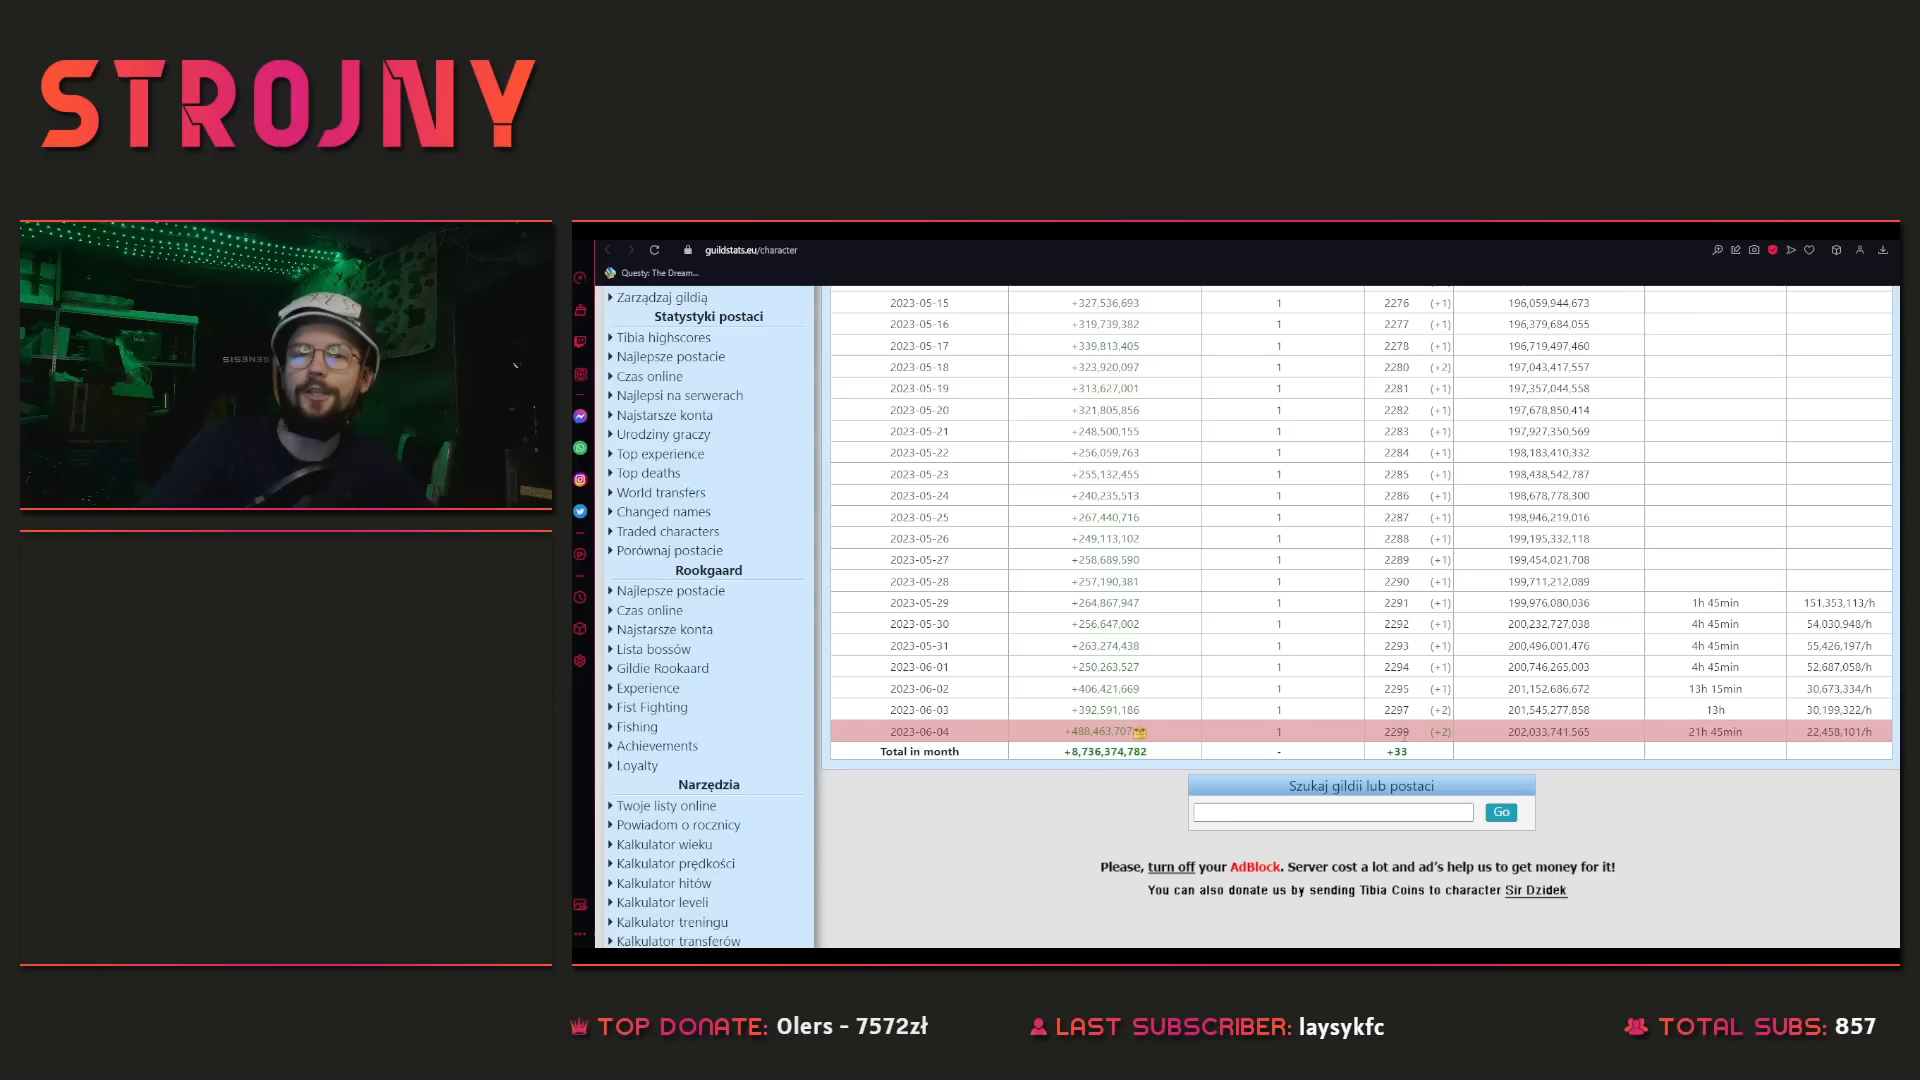 STROJNY
GENESIS
guildstats.eu/character
Questy: The Dream...
Zarządzaj gildią
Statystyki postaci
Tibia highscores
Najlepsze postacie
Czas online
Najlepsi na serwerach
Najstarsze konta
Urodziny graczy
Top experience
Top deaths
World transfers
Changed names
Traded characters
Porównaj postacie
Rookgaard
Najlepsze postacie
Czas online
Najstarsze konta
Lista bossów
Gildie Rookaard
Experience
Fist Fighting
Fishing
Achievements
Loyalty
Narzędzia
Twoje listy online
Powiadom o rocznicy
Kalkulator wieku
Kalkulator prędkości
Kalkulator hitów
Kalkulator leveli
Kalkulator treningu
Kalkulator transferów
2023-05-15 +327,536,693 1 2276 (+1) 196,059,944,673
2023-05-16 +319,739,382 1 2277 (+1) 196,379,684,055
2023-05-17 +339,813,405 1 2278 (+1) 196,719,497,460
2023-05-18 +323,920,097 1 2280 (+2) 197,043,417,557
2023-05-19 +313,627,001 1 2281 (+1) 197,357,044,558
2023-05-20 +321,805,856 1 2282 (+1) 197,678,850,414
2023-05-21 +248,500,155 1 2283 (+1) 197,927,350,569
2023-05-22 +256,059,763 1 2284 (+1) 198,183,410,332
2023-05-23 +255,132,455 1 2285 (+1) 198,438,542,787
2023-05-24 +240,235,513 1 2286 (+1) 198,678,778,300
2023-05-25 +267,440,716 1 2287 (+1) 198,946,219,016
2023-05-26 +249,113,102 1 2288 (+1) 199,195,332,118
2023-05-27 +258,689,590 1 2289 (+1) 199,454,021,708
2023-05-28 +257,190,381 1 2290 (+1) 199,711,212,089
2023-05-29 +264,867,947 1 2291 (+1) 199,976,080,036 1h 45min 151,353,113/h
2023-05-30 +256,647,002 1 2292 (+1) 200,232,727,038 4h 45min 54,030,948/h
2023-05-31 +263,274,438 1 2293 (+1) 200,496,001,476 4h 45min 55,426,197/h
2023-06-01 +250,263,527 1 2294 (+1) 200,746,265,003 4h 45min 52,687,058/h
2023-06-02 +406,421,669 1 2295 (+1) 201,152,686,672 13h 15min 30,673,334/h
2023-06-03 +392,591,186 1 2297 (+2) 201,545,277,858 13h 30,199,322/h
2023-06-04 +488,463,707 1 2299 (+2) 202,033,741,565 21h 45min 22,458,101/h
Total in month +8,736,374,782 - +33
Szukaj gildii lub postaci
Go
Please, turn off your AdBlock. Server cost a lot and ad's help us to get money for it!
You can also donate us by sending Tibia Coins to character Sir Dzidek
TOP DONATE: Olers - 7572zł
LAST SUBSCRIBER: laysykfc
TOTAL SUBS: 857